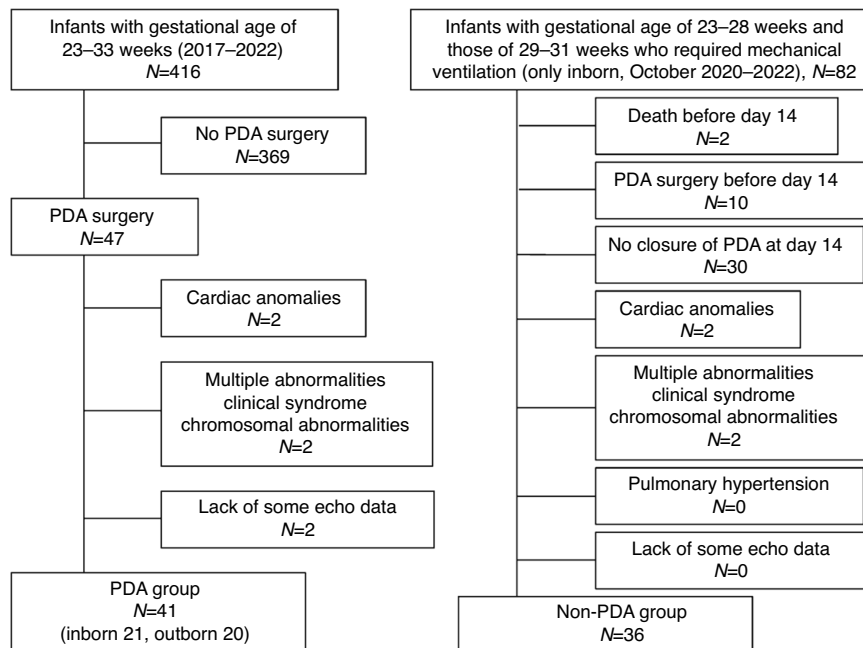 Infants with gestational age of
23–33 weeks (2017–2022)
N=416
No PDA surgery
N=369
PDA surgery
N=47
Cardiac anomalies
N=2
Multiple abnormalities
clinical syndrome
chromosomal abnormalities
N=2
Lack of some echo data
N=2
PDA group
N=41
(inborn 21, outborn 20)
Infants with gestational age of 23–28 weeks and
those of 29–31 weeks who required mechanical
ventilation (only inborn, October 2020–2022), N=82
Death before day 14
N=2
PDA surgery before day 14
N=10
No closure of PDA at day 14
N=30
Cardiac anomalies
N=2
Multiple abnormalities
clinical syndrome
chromosomal abnormalities
N=2
Pulmonary hypertension
N=0
Lack of some echo data
N=0
Non-PDA group
N=36